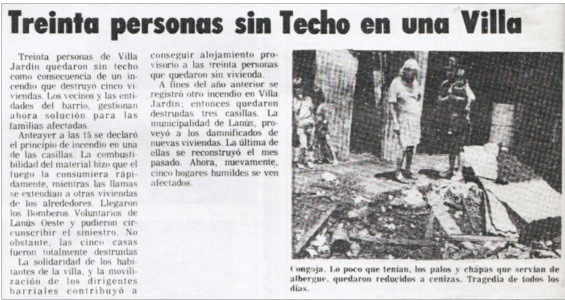 Treinta personas sin Techo en una Villa
Treinta personas de Villa
Jardín quedaron sin techo
como consecuencia de un in-
cendio que destruyó cinco vi-
viendas. Los vecinos y las enti-
dades del barrio, gestionan
ahora solución para las
familias afectadas.
Anteayer a las 15 se declaró
el principio de incendio en una
de las casillas. La combusti-
bilidad del material hizo que el
fuego la consumiera rápi-
damente, mientras las llamas
se extendían a otras viviendas
de los alrededores. Llegaron
los Bomberos Voluntarios de
Lanús Oeste y pudieron cir-
cunscribir el siniestro. No
obstante, las cinco casas
fueron totalmente destruidas
La solidaridad de los habi-
tantes de la villa, y la movili-
zación de los dirigentes
barriales contribuyó a
conseguir alojamiento pro-
visorio a las treinta personas
que quedaron sin vivienda.
A fines del año anterior se
registró otro incendio en Villa
Jardín; entonces quedaron
destruidas tres casillas. La
municipalidad de Lanús, pro-
veyó a los damnificados de
nuevas viviendas. La última de
ellas se reconstruyó el mes
pasado. Ahora, nuevamente,
cinco hogares humildes se ven
afectados.
Congoja. Lo poco que tenían, los palos y chapas que servían de
albergue, quedaron reducidos a cenizas. Tragedia de todos los
días.